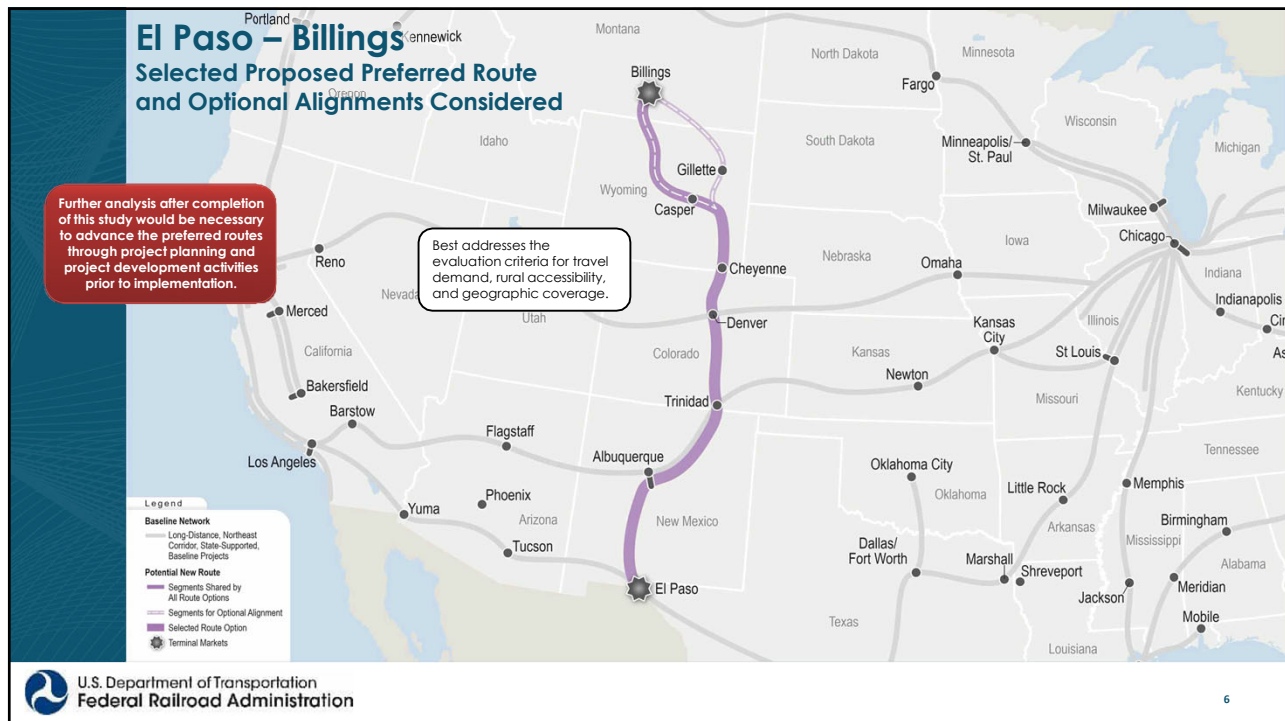 El Paso – Billings
Selected Proposed Preferred Route
and Optional Alignments Considered
Portland
Kennewick
Montana
North Dakota
Minnesota
Billings
Fargo
Oregon
Wisconsin
Idaho
South Dakota
Minneapolis/
St. Paul
Michigan
Gillette
Wyoming
Casper
Milwaukee
Further analysis after completion
of this study would be necessary
to advance the preferred routes
through project planning and
project development activities
prior to implementation.
Best addresses the
evaluation criteria for travel
demand, rural accessibility,
and geographic coverage.
Chicago
Iowa
Reno
Nebraska
Omaha
Cheyenne
Indiana
Nevada
Merced
Utah
Denver
Indianapolis
Illinois
Cin
Kansas
City
California
Colorado
Kansas
St Louis
As
Newton
Bakersfield
Trinidad
Missouri
Kentucky
Barstow
Flagstaff
Los Angeles
Albuquerque
Oklahoma City
Tennessee
Phoenix
Oklahoma
Little Rock
Memphis
Yuma
Arizona
New Mexico
Arkansas
Birmingham
Tucson
Dallas/
Fort Worth
Mississippi
Marshall
Shreveport
Alabama
El Paso
Jackson
Meridian
Texas
Mobile
Louisiana
Legend
Baseline Network
Long-Distance, Northeast
Corridor, State-Supported,
Baseline Projects
Potential New Route
Segments Shared by
All Route Options
Segments for Optional Alignment
Selected Route Option
Terminal Markets
U.S. Department of Transportation
Federal Railroad Administration
6